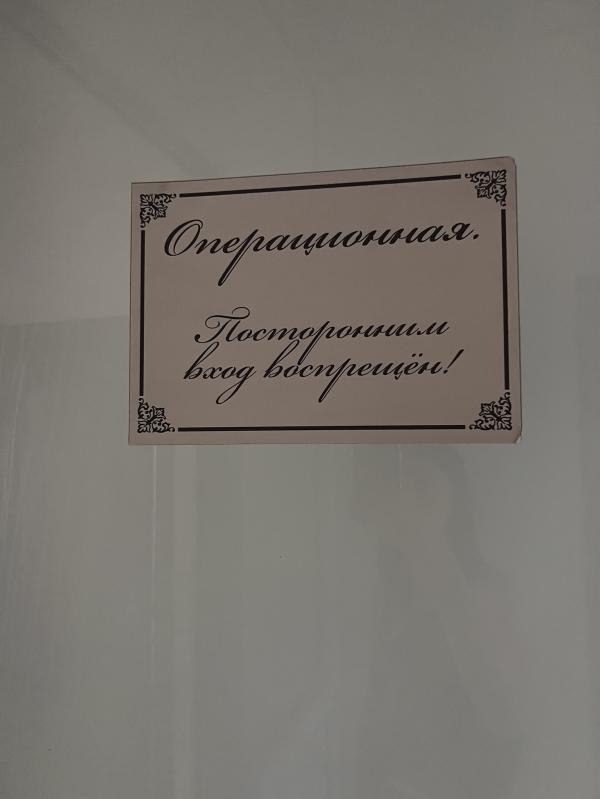 Операционная.
Посторонним
вход воспрещён!